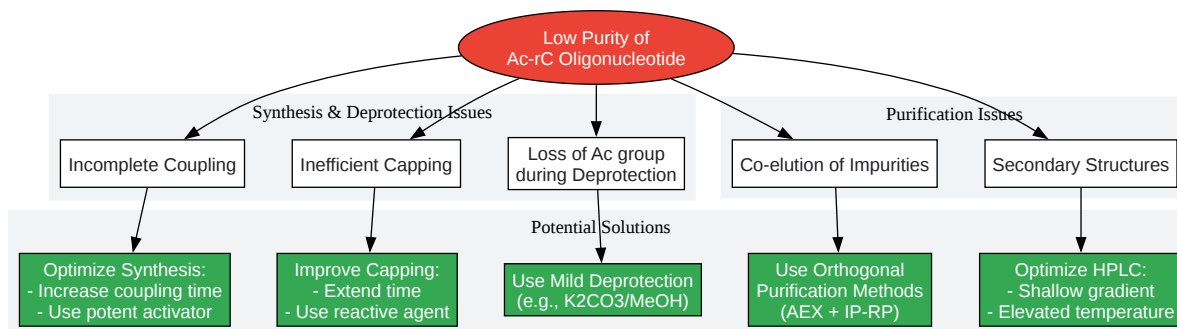 Low Purity of
Ac-rC Oligonucleotide
Synthesis & Deprotection Issues
Purification Issues
Incomplete Coupling
Inefficient Capping
Loss of Ac group
during Deprotection
Co-elution of Impurities
Secondary Structures
Potential Solutions
Optimize Synthesis:
- Increase coupling time
- Use potent activator
Improve Capping:
- Extend time
- Use reactive agent
Use Mild Deprotection
(e.g., K2CO3/MeOH)
Use Orthogonal
Purification Methods
(AEX + IP-RP)
Optimize HPLC:
- Shallow gradient
- Elevated temperature